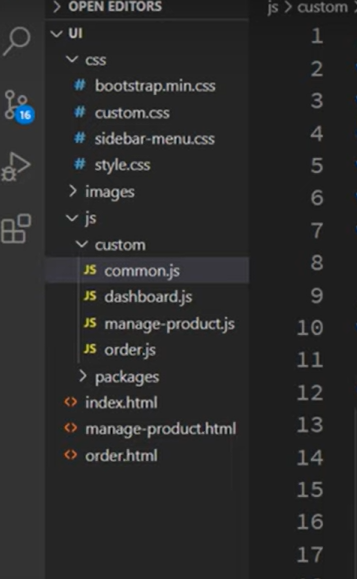 OPEN EDITORS
js > custom
UI
css
# bootstrap.min.css
# custom.css
# sidebar-menu.css
# style.css
images
js
custom
JS common.js
JS dashboard.js
JS manage-product.js
JS order.js
packages
<> index.html
<> manage-product.html
<> order.html
16
1
2
3
4
5
6
7
8
9
10
11
12
13
14
15
16
17